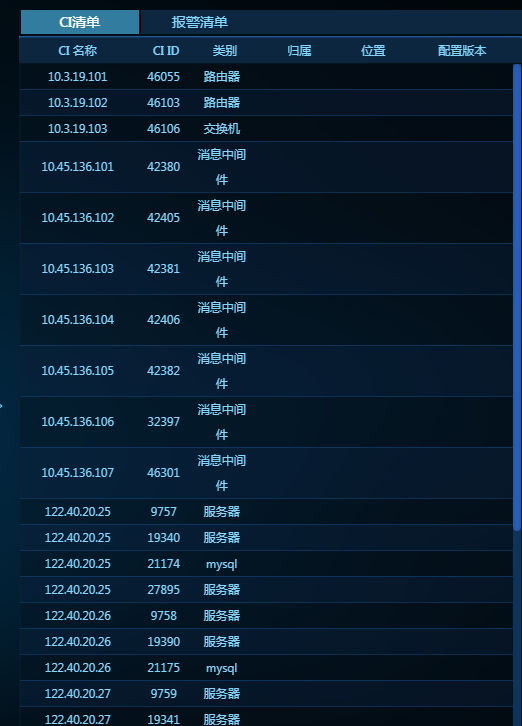 CI清单 报警清单
CI 名称 CI ID 类别 归属 位置 配置版本
10.3.19.101 46055 路由器
10.3.19.102 46103 路由器
10.3.19.103 46106 交换机
10.45.136.101 42380 消息中间
件
10.45.136.102 42405 消息中间
件
10.45.136.103 42381 消息中间
件
10.45.136.104 42406 消息中间
件
10.45.136.105 42382 消息中间
件
10.45.136.106 32397 消息中间
件
10.45.136.107 46301 消息中间
件
122.40.20.25 9757 服务器
122.40.20.25 19340 服务器
122.40.20.25 21174 mysql
122.40.20.25 27895 服务器
122.40.20.26 9758 服务器
122.40.20.26 19390 服务器
122.40.20.26 21175 mysql
122.40.20.27 9759 服务器
122.40.20.27 19341 服务器